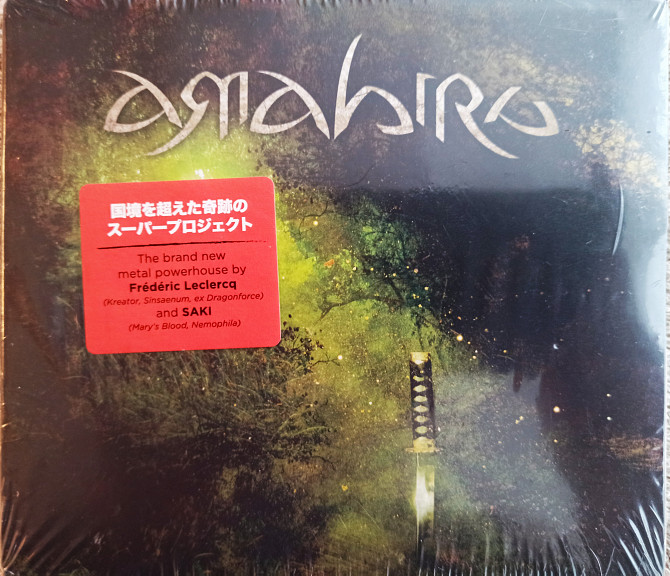 amahiru
国境を超えた奇跡の
スーパープロジェクト
The brand new
metal powerhouse by
Frédéric Leclercq
(Kreator, Sinsaenum, ex Dragonforce)
and SAKI
(Mary's Blood, Nemophila)